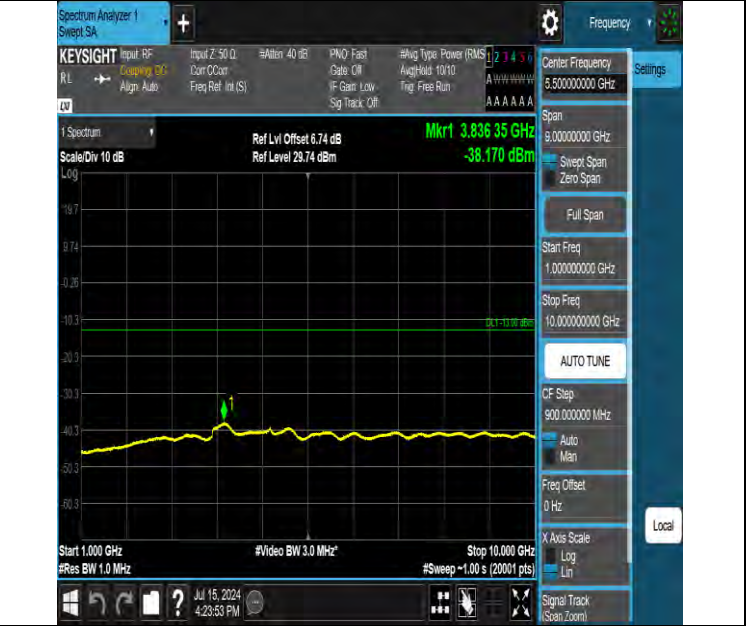 Spectrum Analyzer 1
Swept SA
+
Frequency
KEYSIGHT
RL
LXI
Input: RF
Coupling: DC
Align: Auto
Input Z: 50 Ω
Corr CCorr
Freq Ref: Int (S)
#Atten: 40 dB
PNO: Fast
Gate: Off
IF Gain: Low
Sig Track: Off
#Avg Type: Power (RMS
Avg|Hold: 10/10
Trig: Free Run
1 2 3 4 5 6
A W W W W W
A A A A A A
1 Spectrum
Scale/Div 10 dB
Log
Ref Lvl Offset 6.74 dB
Ref Level 29.74 dBm
Mkr1 3.836 35 GHz
-38.170 dBm
19.7
9.74
-0.26
-10.3
DL1 -13.00 dBm
-20.3
-30.3
1
-40.3
-50.3
-60.3
Start 1.000 GHz
#Res BW 1.0 MHz
#Video BW 3.0 MHz*
Stop 10.000 GHz
#Sweep ~1.00 s (20001 pts)
Center Frequency
5.500000000 GHz
Settings
Span
9.00000000 GHz
Swept Span
Zero Span
Full Span
Start Freq
1.000000000 GHz
Stop Freq
10.000000000 GHz
AUTO TUNE
CF Step
900.000000 MHz
Auto
Man
Freq Offset
0 Hz
X Axis Scale
Log
Lin
Signal Track
(Span Zoom)
Local
?
Jul 15, 2024
4:23:53 PM